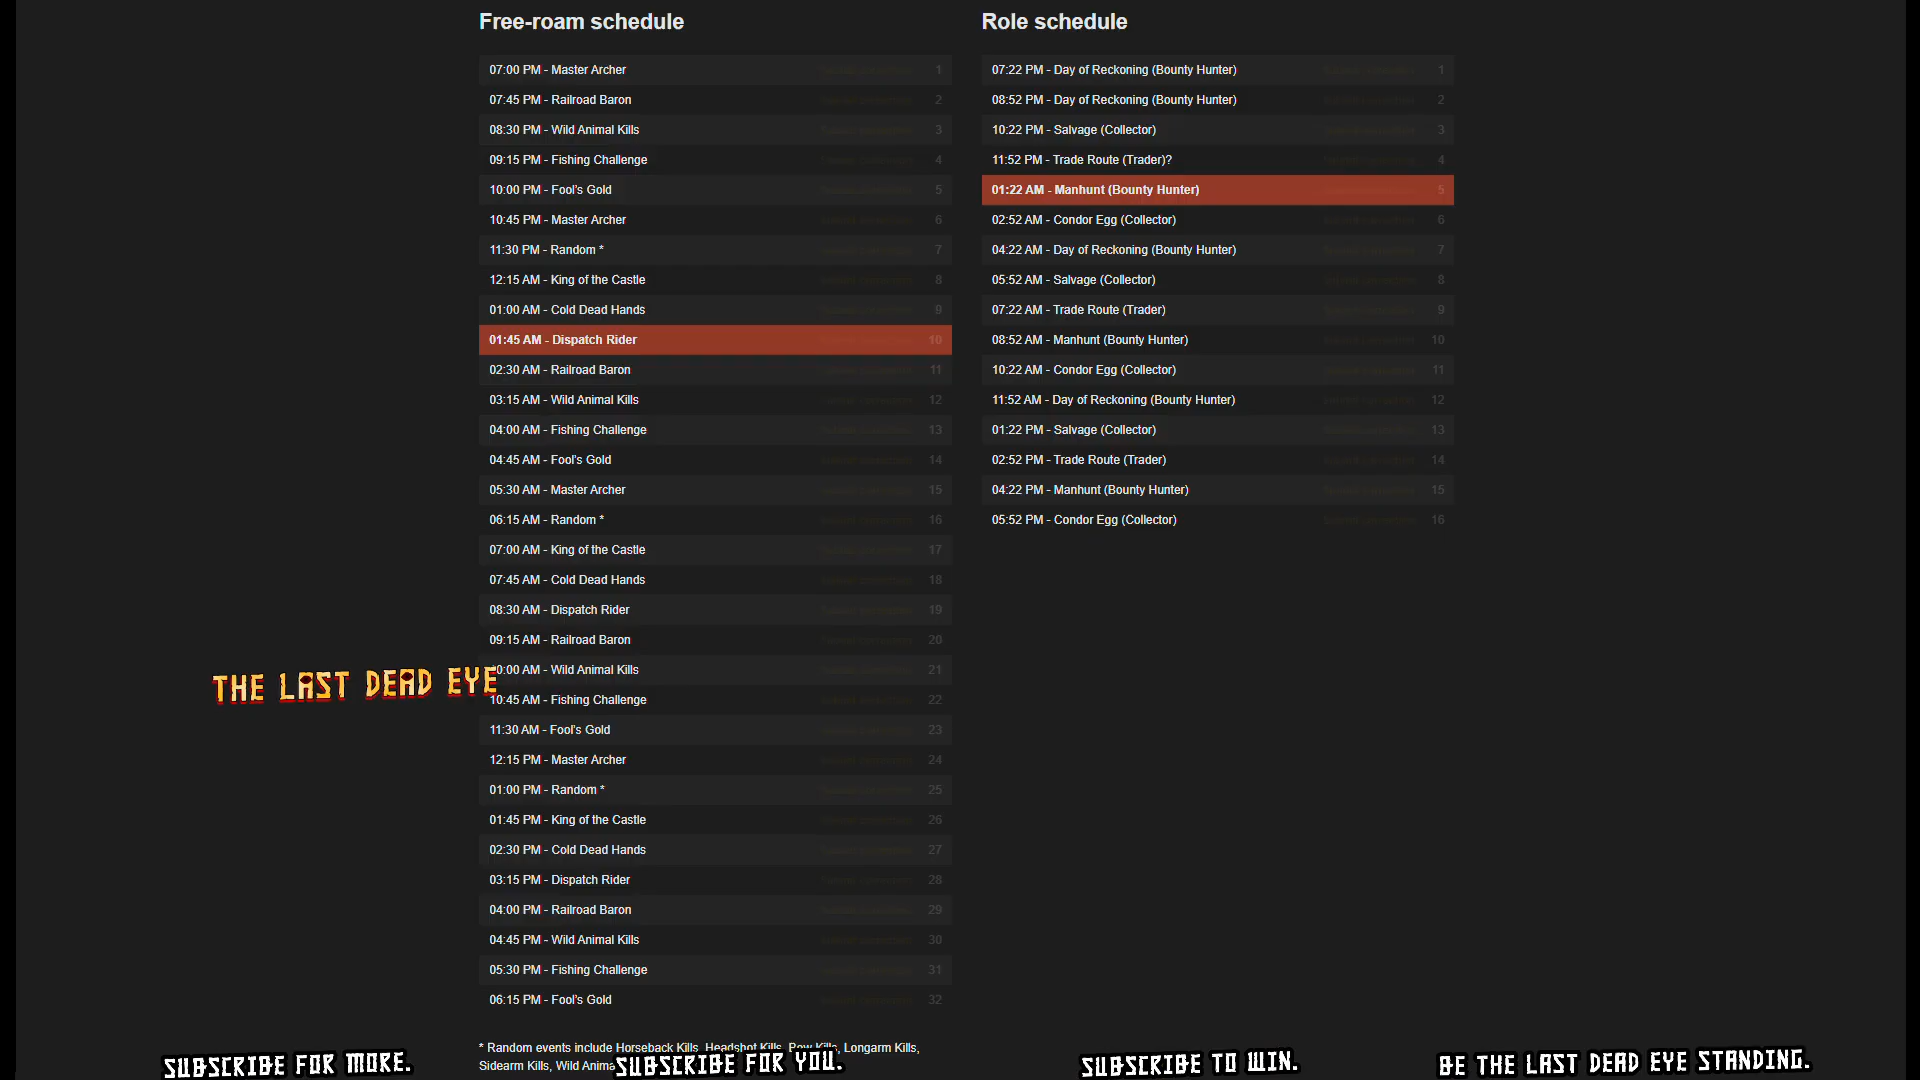 Free-roam schedule
07:00 PM - Master Archer 1
07:45 PM - Railroad Baron 2
08:30 PM - Wild Animal Kills 3
09:15 PM - Fishing Challenge 4
10:00 PM - Fool's Gold 5
10:45 PM - Master Archer 6
11:30 PM - Random * 7
12:15 AM - King of the Castle 8
01:00 AM - Cold Dead Hands 9
01:45 AM - Dispatch Rider 10
02:30 AM - Railroad Baron 11
03:15 AM - Wild Animal Kills 12
04:00 AM - Fishing Challenge 13
04:45 AM - Fool's Gold 14
05:30 AM - Master Archer 15
06:15 AM - Random * 16
07:00 AM - King of the Castle 17
07:45 AM - Cold Dead Hands 18
08:30 AM - Dispatch Rider 19
09:15 AM - Railroad Baron 20
0:00 AM - Wild Animal Kills 21
10:45 AM - Fishing Challenge 22
11:30 AM - Fool's Gold 23
12:15 PM - Master Archer 24
01:00 PM - Random * 25
01:45 PM - King of the Castle 26
02:30 PM - Cold Dead Hands 27
03:15 PM - Dispatch Rider 28
04:00 PM - Railroad Baron 29
04:45 PM - Wild Animal Kills 30
05:30 PM - Fishing Challenge 31
06:15 PM - Fool's Gold 32
* Random events include Horseback Kills, Headshot Kills, Bow Kills, Longarm Kills,
Sidearm Kills, Wild Anima
Role schedule
07:22 PM - Day of Reckoning (Bounty Hunter) 1
08:52 PM - Day of Reckoning (Bounty Hunter) 2
10:22 PM - Salvage (Collector) 3
11:52 PM - Trade Route (Trader)? 4
01:22 AM - Manhunt (Bounty Hunter) 5
02:52 AM - Condor Egg (Collector) 6
04:22 AM - Day of Reckoning (Bounty Hunter) 7
05:52 AM - Salvage (Collector) 8
07:22 AM - Trade Route (Trader) 9
08:52 AM - Manhunt (Bounty Hunter) 10
10:22 AM - Condor Egg (Collector) 11
11:52 AM - Day of Reckoning (Bounty Hunter) 12
01:22 PM - Salvage (Collector) 13
02:52 PM - Trade Route (Trader) 14
04:22 PM - Manhunt (Bounty Hunter) 15
05:52 PM - Condor Egg (Collector) 16
THE LAST DEAD EYE
SUBSCRIBE FOR MORE.
SUBSCRIBE FOR YOU.
SUBSCRIBE TO WIN.
BE THE LAST DEAD EYE STANDING.